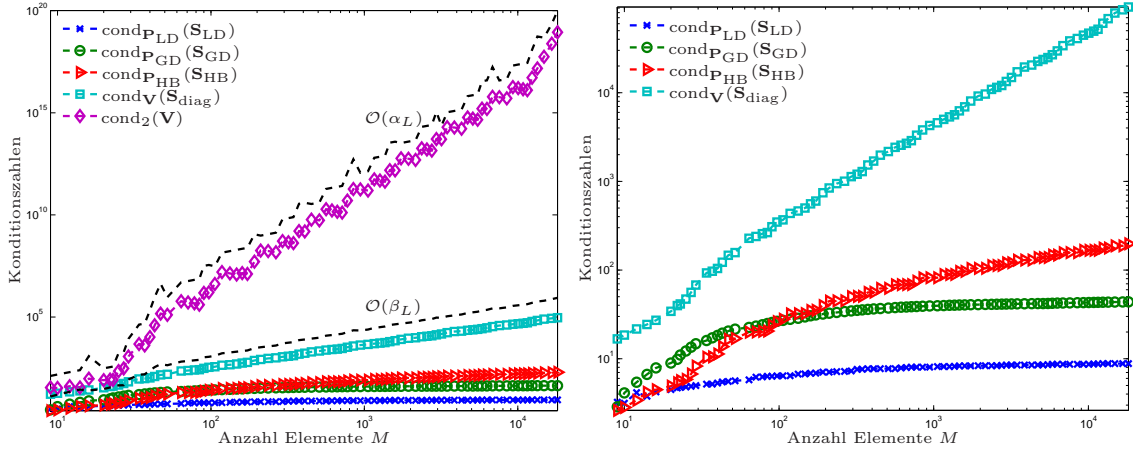 10^20
10^15
10^10
10^5
Konditionszahlen
cond_{P_LD}(S_LD)
cond_{P_GD}(S_GD)
cond_{P_HB}(S_HB)
cond_V(S_diag)
cond_2(V)
O(α_L)
O(β_L)
10^1
10^2
10^3
10^4
Anzahl Elemente M
10^4
10^3
10^2
10^1
Konditionszahlen
cond_{P_LD}(S_LD)
cond_{P_GD}(S_GD)
cond_{P_HB}(S_HB)
cond_V(S_diag)
10^1
10^2
10^3
10^4
Anzahl Elemente M